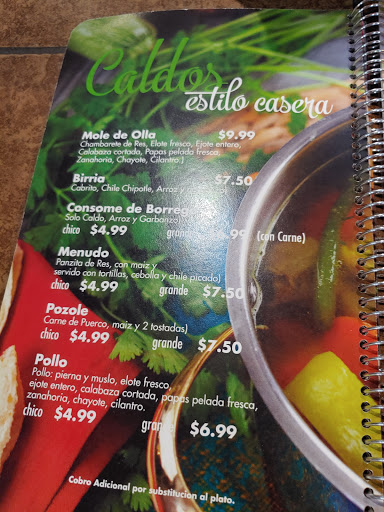 Caldos
estilo casera
Mole de Olla $9.99
Chambarete de Res, Elote fresco, Ejote entero,
Calabaza cortada, Papas pelada fresca,
Zanahoria, Chayote, Cilantro.)
Birria $7.50
Cabrito, Chile Chipotle, Arroz y
Consome de Borreg
Solo Caldo, Arroz y Garbanzo)
chico $4.99 grande .99 (con Carne)
Menudo
Panzita de Res, con maiz y
servido con tortillas, cebolla y chile picado)
chico $4.99 grande $7.50
Pozole
Carne de Puerco, maiz y 2 tostadas)
chico $4.99 grande $7.50
Pollo
Pollo: pierna y muslo, elote fresco,
ejote entero, calabaza cortada, papas pelada fresca,
zanahoria, chayote, cilantro.
chico $4.99 grande $6.99
Cobro Adicional por substitucion al plato.